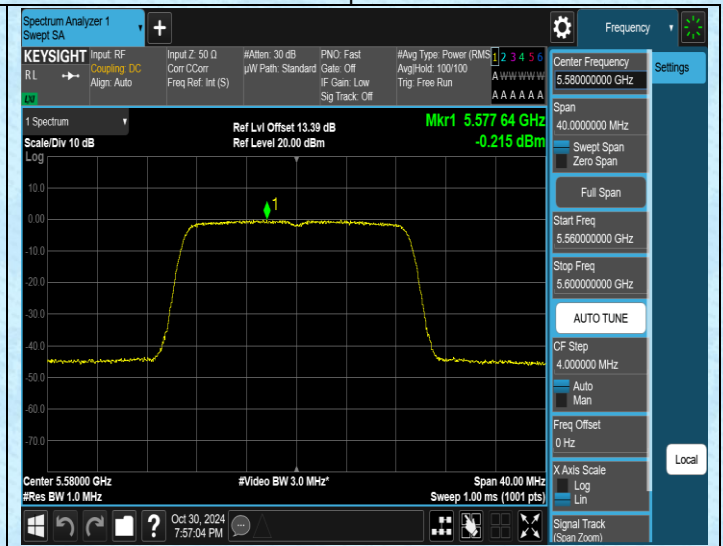 Spectrum Analyzer 1
Swept SA
+
Frequency
KEYSIGHT
RL
LXI
Input: RF
Coupling: DC
Align: Auto
Input Z: 50 Ω
Corr CCorr
Freq Ref: Int (S)
#Atten: 30 dB
µW Path: Standard
PNO: Fast
Gate: Off
IF Gain: Low
Sig Track: Off
#Avg Type: Power (RMS
Avg|Hold: 100/100
Trig: Free Run
1 2 3 4 5 6
A W W W W W
A A A A A A
1 Spectrum
Scale/Div 10 dB
Log
Ref Lvl Offset 13.39 dB
Ref Level 20.00 dBm
Mkr1 5.577 64 GHz
-0.215 dBm
10.0
0.00
-10.0
-20.0
-30.0
-40.0
-50.0
-60.0
-70.0
1
Center 5.58000 GHz
#Res BW 1.0 MHz
#Video BW 3.0 MHz*
Span 40.00 MHz
Sweep 1.00 ms (1001 pts)
?
Oct 30, 2024
7:57:04 PM
Center Frequency
5.580000000 GHz
Span
40.0000000 MHz
Swept Span
Zero Span
Full Span
Start Freq
5.560000000 GHz
Stop Freq
5.600000000 GHz
AUTO TUNE
CF Step
4.000000 MHz
Auto
Man
Freq Offset
0 Hz
X Axis Scale
Log
Lin
Signal Track
(Span Zoom)
Settings
Local